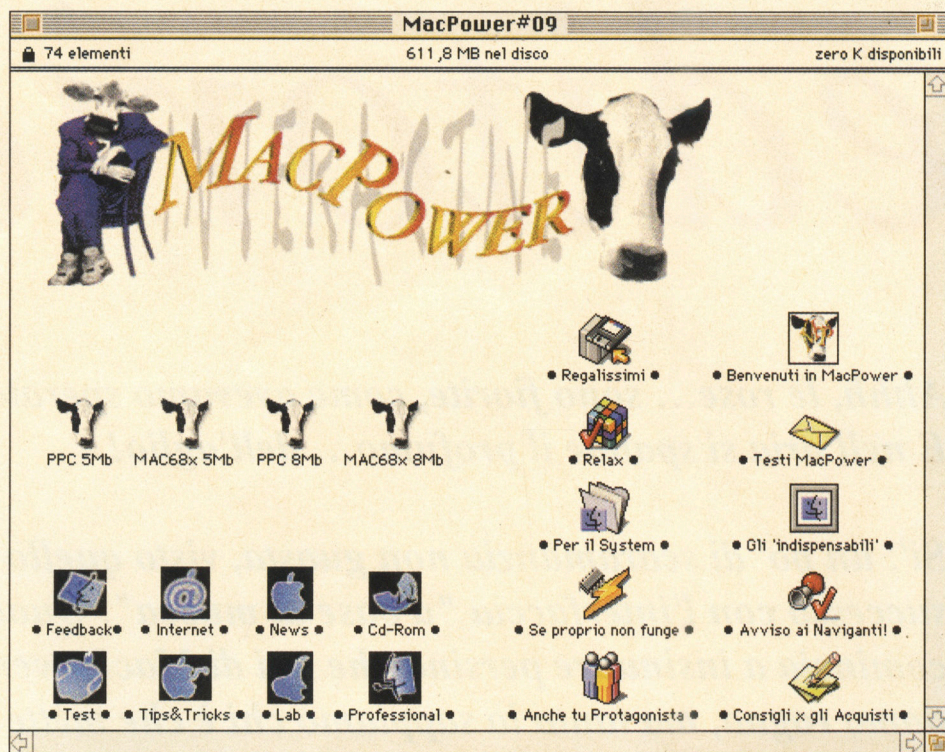 MacPower#09
74 elementi 611,8 MB nel disco zero K disponibili
INTERACTIVE
MACPOWER
• Regalissimi • • Benvenuti in MacPower •
PPC 5Mb MAC68x 5Mb PPC 8Mb MAC68x 8Mb
• Relax • • Testi MacPower •
• Per il System • • Gli 'indispensabili' •
• Feedback • • Internet • • News • • Cd-Rom • • Se proprio non funge • • Avviso ai Naviganti! •
• Test • • Tips&Tricks • • Lab • • Professional • • Anche tu Protagonista • • Consigli x gli Acquisti •